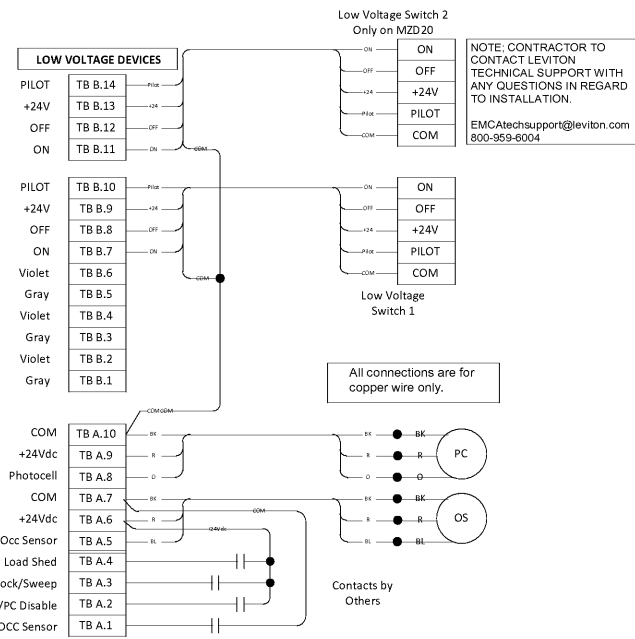 Low Voltage Switch 2
Only on MZD20
LOW VOLTAGE DEVICES
NOTE; CONTRACTOR TO
CONTACT LEVITON
TECHNICAL SUPPORT WITH
ANY QUESTIONS IN REGARD
TO INSTALLATION.
EMCAtechsupport@leviton.com
800-959-6004
PILOT TB B.14 Pilot
+24V TB B.13 +24
OFF TB B.12 OFF
ON TB B.11 ON COM
ON ON
OFF OFF
+24 +24V
Pilot PILOT
COM COM
PILOT TB B.10 Pilot
+24V TB B.9 +24
OFF TB B.8 OFF
ON TB B.7 ON
Violet TB B.6 COM
Gray TB B.5
Violet TB B.4
Gray TB B.3
Violet TB B.2
Gray TB B.1
ON ON
OFF OFF
+24 +24V
Pilot PILOT
COM COM
Low Voltage
Switch 1
All connections are for
copper wire only.
COM COM
COM TB A.10 BK BK BK
+24Vdc TB A.9 R R R PC
Photocell TB A.8 O O O
COM TB A.7 BK COM BK BK
+24Vdc TB A.6 R +24Vdc R R OS
Occ Sensor TB A.5 BL BL BL
Load Shed TB A.4
ock/Sweep TB A.3
/PC Disable TB A.2
OCC Sensor TB A.1
Contacts by
Others